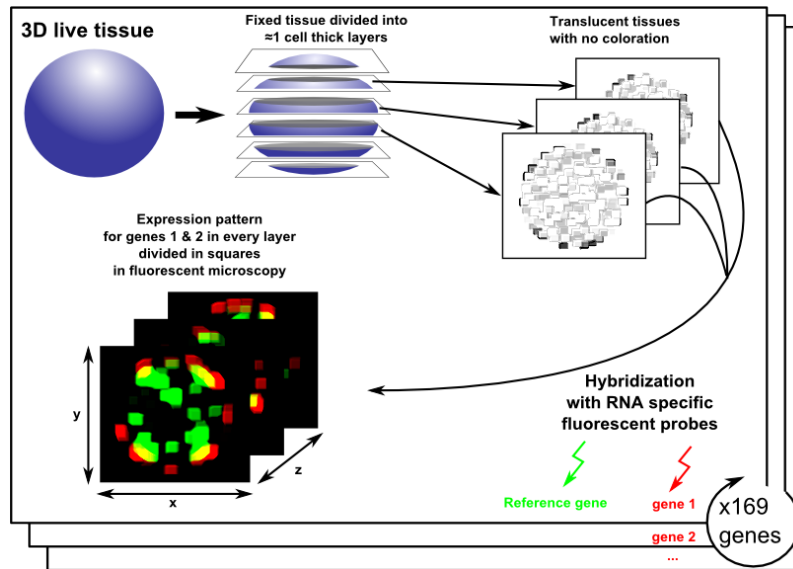 3D live tissue
Fixed tissue divided into
≈1 cell thick layers
Translucent tissues
with no coloration
Expression pattern
for genes 1 & 2 in every layer
divided in squares
in fluorescent microscopy
y
x
z
Hybridization
with RNA specific
fluorescent probes
Reference gene
gene 1
gene 2
...
x169
genes